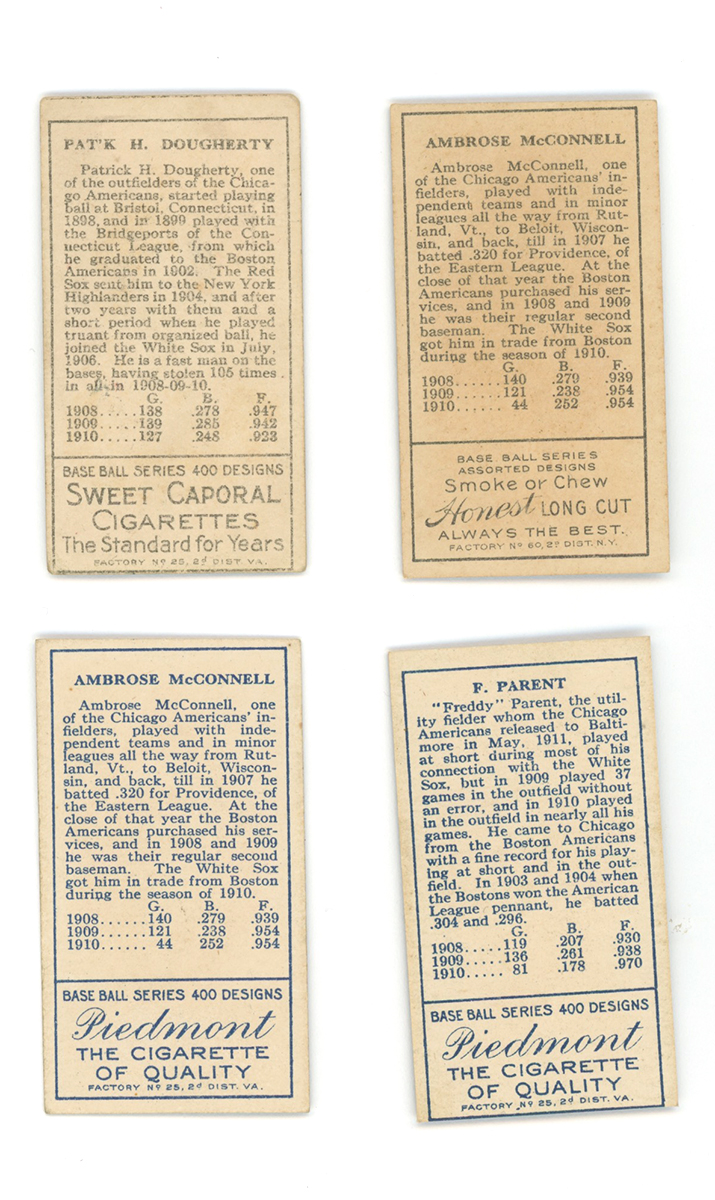 PAT'K H. DOUGHERTY
Patrick H. Dougherty, one
of the outfielders of the Chica-
go Americans, started playing
ball at Bristol, Connecticut, in
1898, and in 1899 played with
the Bridgeports of the Con-
necticut League, from which
he graduated to the Boston
Americans in 1902. The Red
Sox sent him to the New York
Highlanders in 1904, and after
two years with them and a
short period when he played
truant from organized ball, he
joined the White Sox in July,
1906. He is a fast man on the
bases, having stolen 105 times
in all in 1908-09-10.
G. B. F.
1908.....138 .278 .947
1909.....139 .285 .942
1910.....127 .248 .923
BASE BALL SERIES 400 DESIGNS
SWEET CAPORAL
CIGARETTES
The Standard for Years
FACTORY No 25, 2d DIST. VA.
AMBROSE McCONNELL
Ambrose McConnell, one
of the Chicago Americans' in-
fielders, played with inde-
pendent teams and in minor
leagues all the way from Rut-
land, Vt., to Beloit, Wiscon-
sin, and back, till in 1907 he
batted .320 for Providence, of
the Eastern League. At the
close of that year the Boston
Americans purchased his ser-
vices, and in 1908 and 1909
he was their regular second
baseman. The White Sox
got him in trade from Boston
during the season of 1910.
G. B. F.
1908......140 .279 .939
1909......121 .238 .954
1910...... 44 252 .954
BASE BALL SERIES
ASSORTED DESIGNS
Smoke or Chew
Honest LONG CUT
ALWAYS THE BEST.
FACTORY No 60, 2d DIST. N.Y.
AMBROSE McCONNELL
Ambrose McConnell, one
of the Chicago Americans' in-
fielders, played with inde-
pendent teams and in minor
leagues all the way from Rut-
land, Vt., to Beloit, Wiscon-
sin, and back, till in 1907 he
batted .320 for Providence, of
the Eastern League. At the
close of that year the Boston
Americans purchased his ser-
vices, and in 1908 and 1909
he was their regular second
baseman. The White Sox
got him in trade from Boston
during the season of 1910.
G. B. F.
1908......140 .279 .939
1909......121 .238 .954
1910...... 44 252 .954
BASE BALL SERIES 400 DESIGNS
Piedmont
THE CIGARETTE
OF QUALITY
FACTORY No 25, 2d DIST. VA.
F. PARENT
"Freddy" Parent, the util-
ity fielder whom the Chicago
Americans released to Balti-
more in May, 1911, played
at short during most of his
connection with the White
Sox, but in 1909 played 37
games in the outfield without
an error, and in 1910 played
in the outfield in nearly all his
games. He came to Chicago
from the Boston Americans
with a fine record for his play-
ing at short and in the out-
field. In 1903 and 1904 when
the Bostons won the American
League pennant, he batted
.304 and .296.
G. B. F.
1908.....119 .207 .930
1909.....136 .261 .938
1910..... 81 .178 .970
BASE BALL SERIES 400 DESIGNS
Piedmont
THE CIGARETTE
OF QUALITY
FACTORY No 25, 2d DIST. VA.